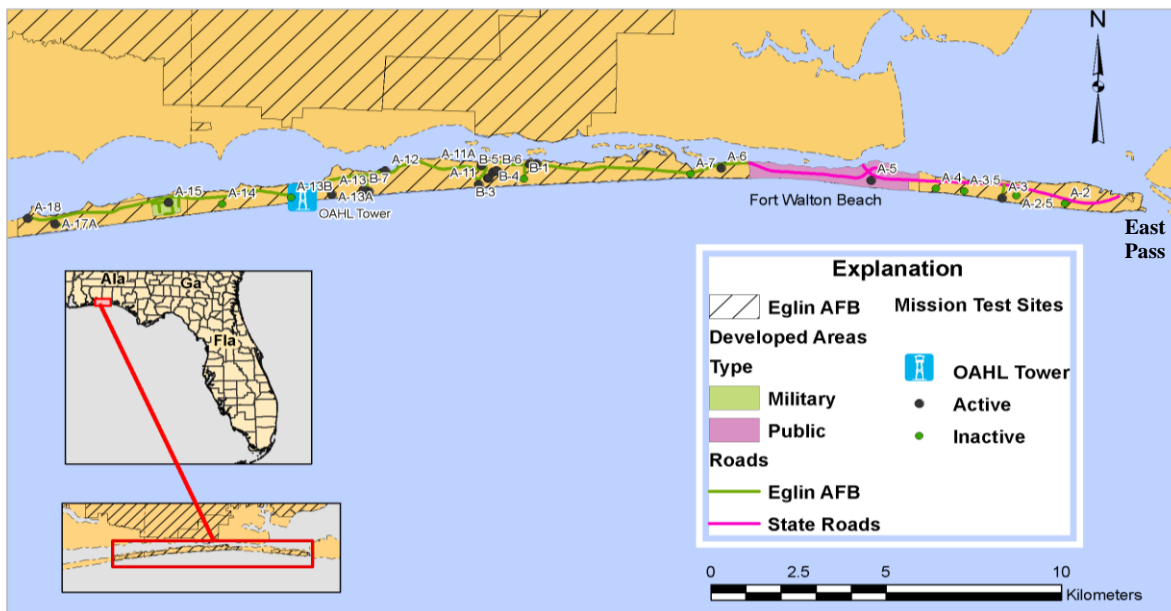 N
A-18
A-17A
A-15
A-14
A-13B
OAHL Tower
A-13
A-13A
B-7
A-12
A-11A
A-11
B-5
B-6
B-4
B-3
B-1
A-7
A-6
A-5
Fort Walton Beach
A-4
A-3.5
A-3
A-2.5
A-2
East
Pass
Ala
Ga
Fla
Explanation
Eglin AFB
Developed Areas
Type
Military
Public
Roads
Eglin AFB
State Roads
Mission Test Sites
OAHL Tower
Active
Inactive
0 2.5 5 10
Kilometers